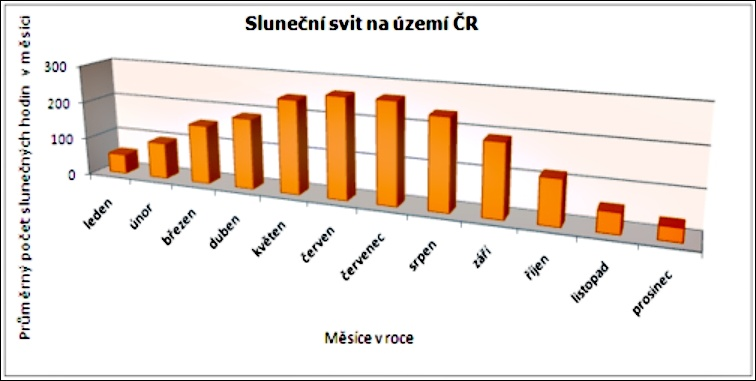 Sluneční svit na území ČR
Průměrný počet slunečných hodin v měsíci
300
200
100
0
leden
únor
březen
duben
květen
červen
červenec
srpen
září
říjen
listopad
prosinec
Měsíce v roce